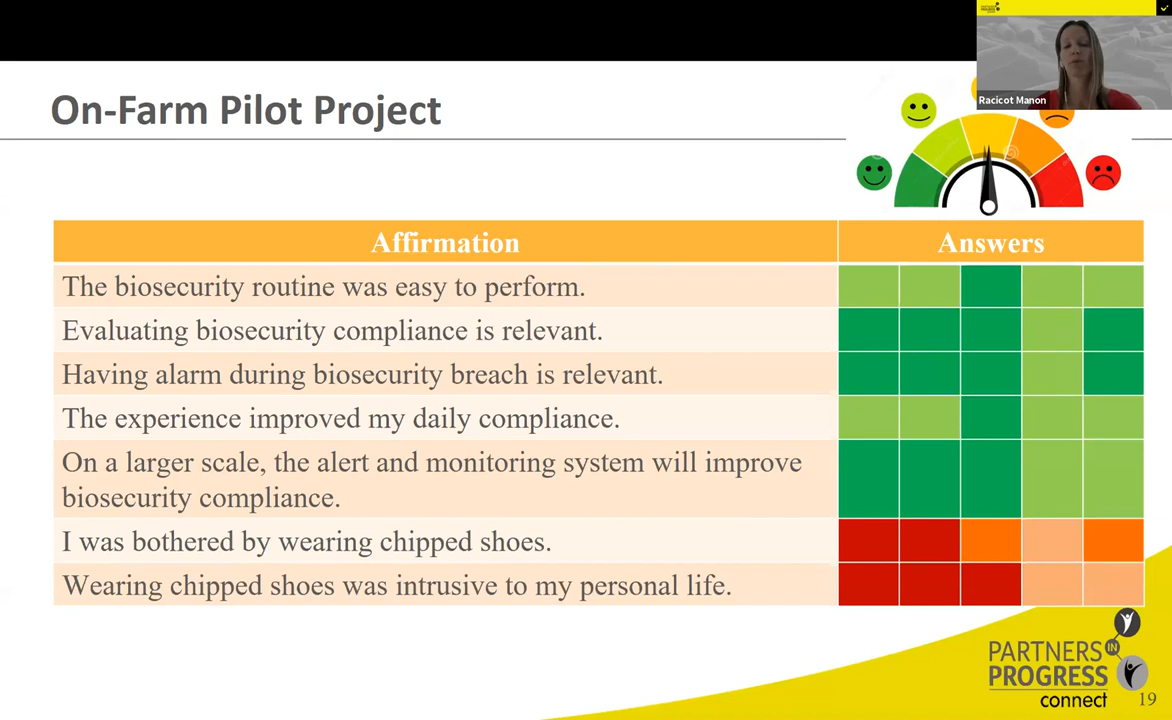 Racicot Manon
On-Farm Pilot Project
Affirmation Answers
The biosecurity routine was easy to perform.
Evaluating biosecurity compliance is relevant.
Having alarm during biosecurity breach is relevant.
The experience improved my daily compliance.
On a larger scale, the alert and monitoring system will improve
biosecurity compliance.
I was bothered by wearing chipped shoes.
Wearing chipped shoes was intrusive to my personal life.
PARTNERS IN
PROGRESS
connect
19